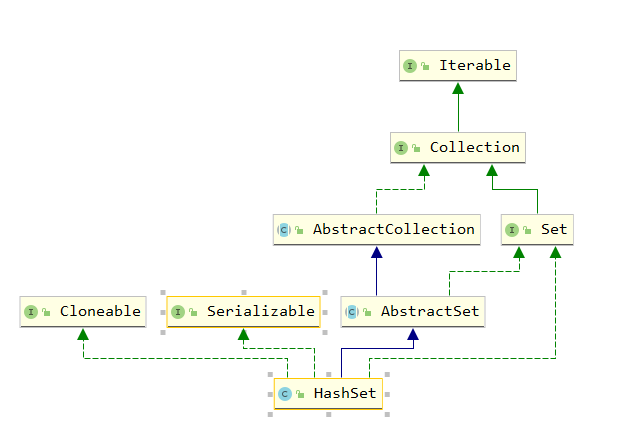 I Iterable
I Collection
C AbstractCollection
I Set
I Cloneable
I Serializable
C AbstractSet
C HashSet